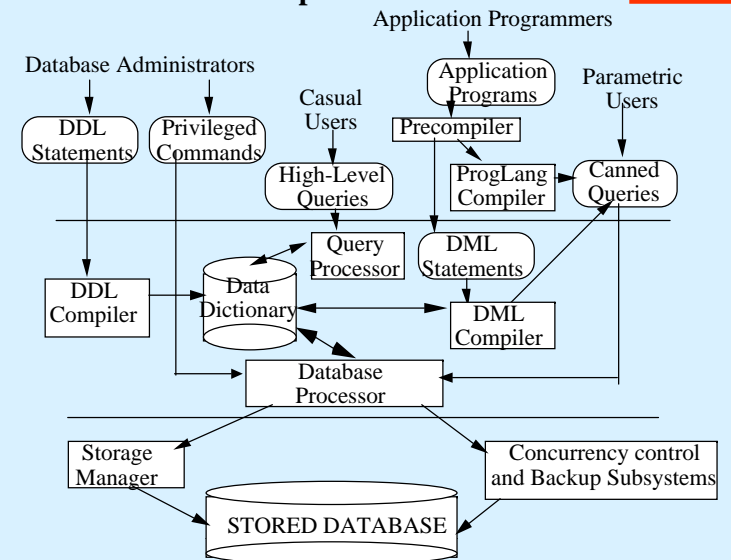 Application Programmers
Database Administrators
Application
Programs
Parametric
Users
Casual
Users
DDL
Statements
Privileged
Commands
Precompiler
High-Level
Queries
ProgLang
Compiler
Canned
Queries
Query
Processor
DML
Statements
DDL
Compiler
Data
Dictionary
DML
Compiler
Database
Processor
Storage
Manager
Concurrency control
and Backup Subsystems
STORED DATABASE